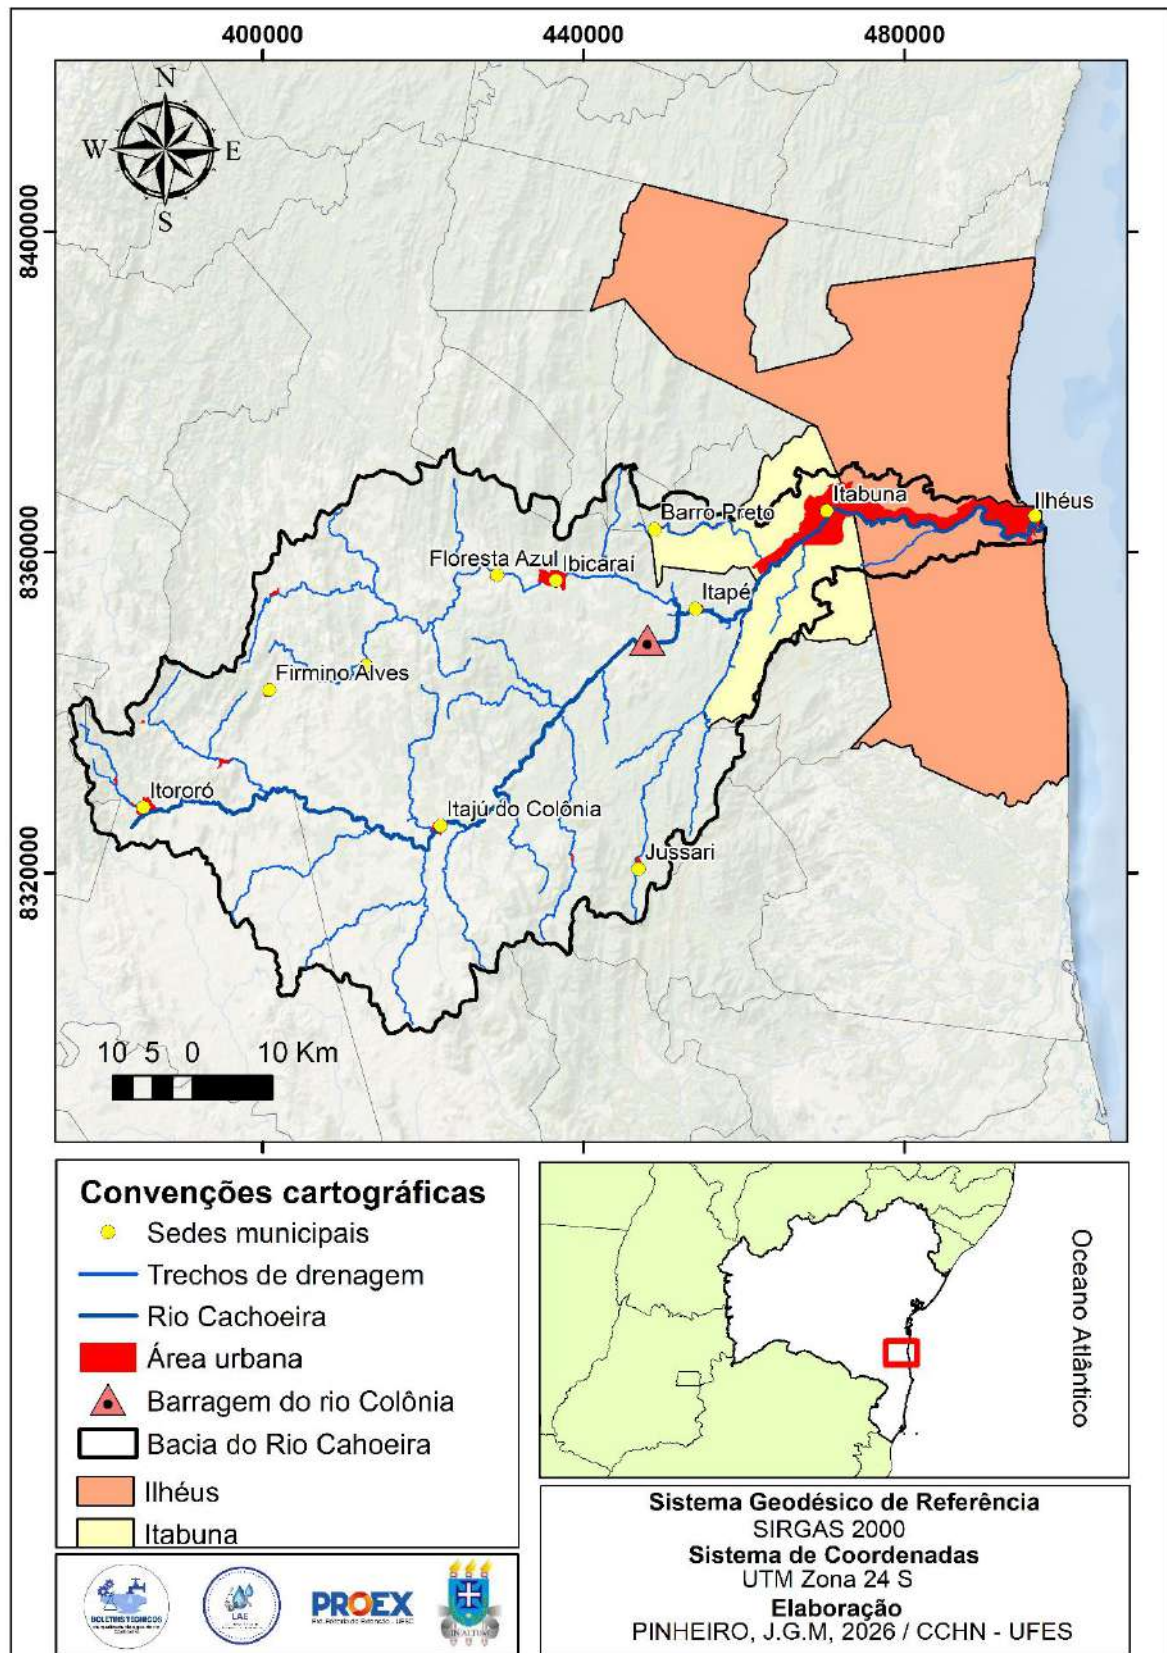 400000 440000 480000
N
W E
S
8400000
8360000
8320000
Itabuna
Ilhéus
Barro Preto
Floresta Azul
Ibicaraí
Itapé
Firmino Alves
Itororó
Itajú do Colônia
Jussari
10 5 0 10 Km
Convenções cartográficas
Sedes municipais
Trechos de drenagem
Rio Cachoeira
Área urbana
Barragem do rio Colônia
Bacia do Rio Cahoeira
Ilhéus
Itabuna
Oceano Atlântico
Sistema Geodésico de Referência
SIRGAS 2000
Sistema de Coordenadas
UTM Zona 24 S
Elaboração
PINHEIRO, J.G.M, 2026 / CCHN - UFES
BOLETINS TÉCNICOS
LAE
PROEX